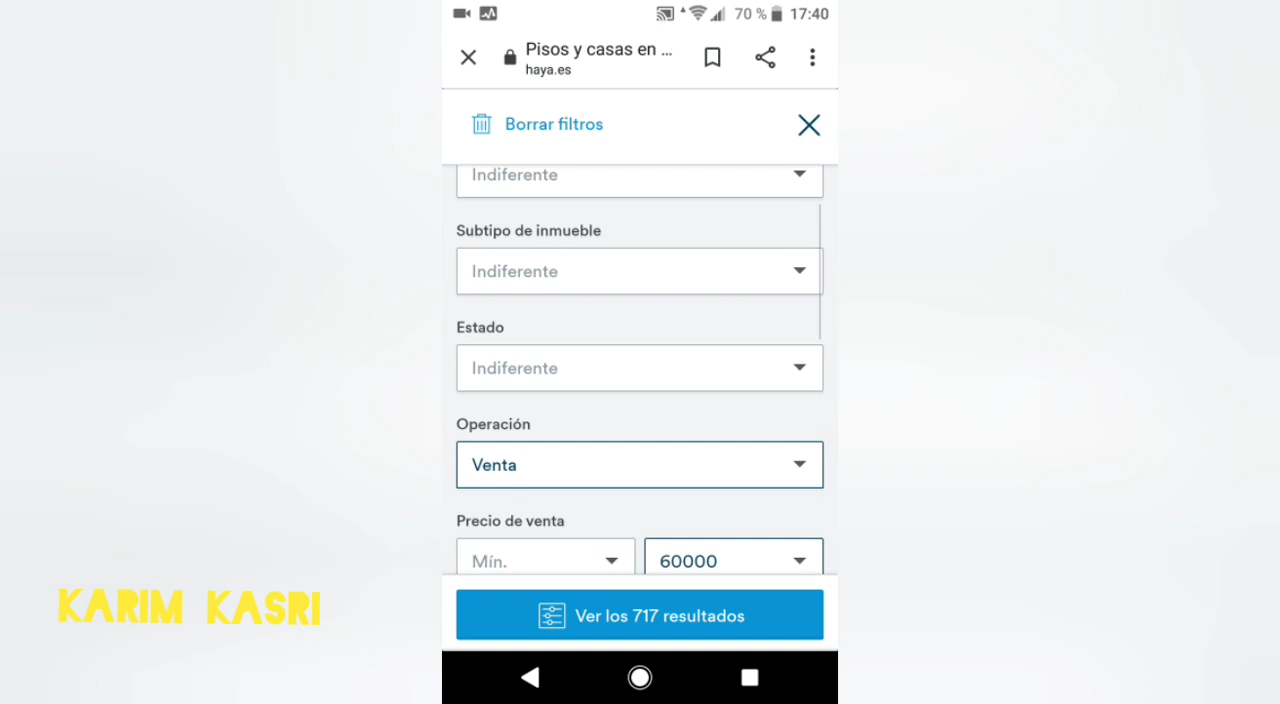 70 % 17:40
Pisos y casas en ...
haya.es
Borrar filtros
Indiferente
Subtipo de inmueble
Indiferente
Estado
Indiferente
Operación
Venta
Precio de venta
Mín. 60000
Ver los 717 resultados
KARIM KASRI